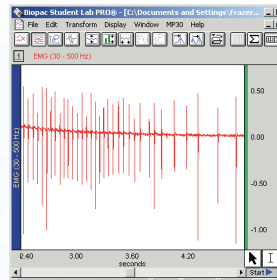 Biopac Student Lab PRO® - [C:\Documents and Settings\Frazer...
File Edit Transform Display Window MP30 Help
1 EMG (30 - 500 Hz)
EMG (30 - 500 Hz)
0.50
0.00
-0.50
-1.00
2.40 3.00 3.60 4.20
seconds
Start